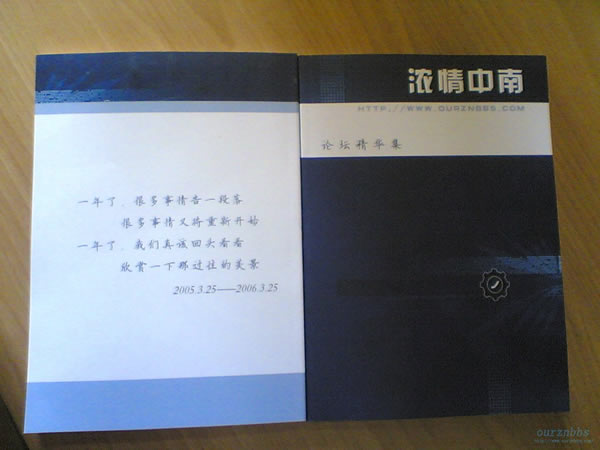 一年了，很多事情告一段落
很多事情又将重新开始
一年了，我们真该回头看看
欣赏一下那过往的美景
2005.3.25——2006.3.25
浓情中南
HTTP://WWW.OURZNBBS.COM
论坛精华集
ourznbbs